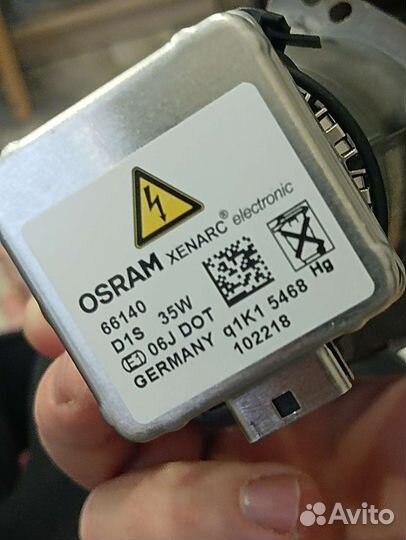 OSRAM XENARC® electronic
66140
D1S 35W
06J DOT q1K1 5468 Hg
GERMANY 102218
Avito